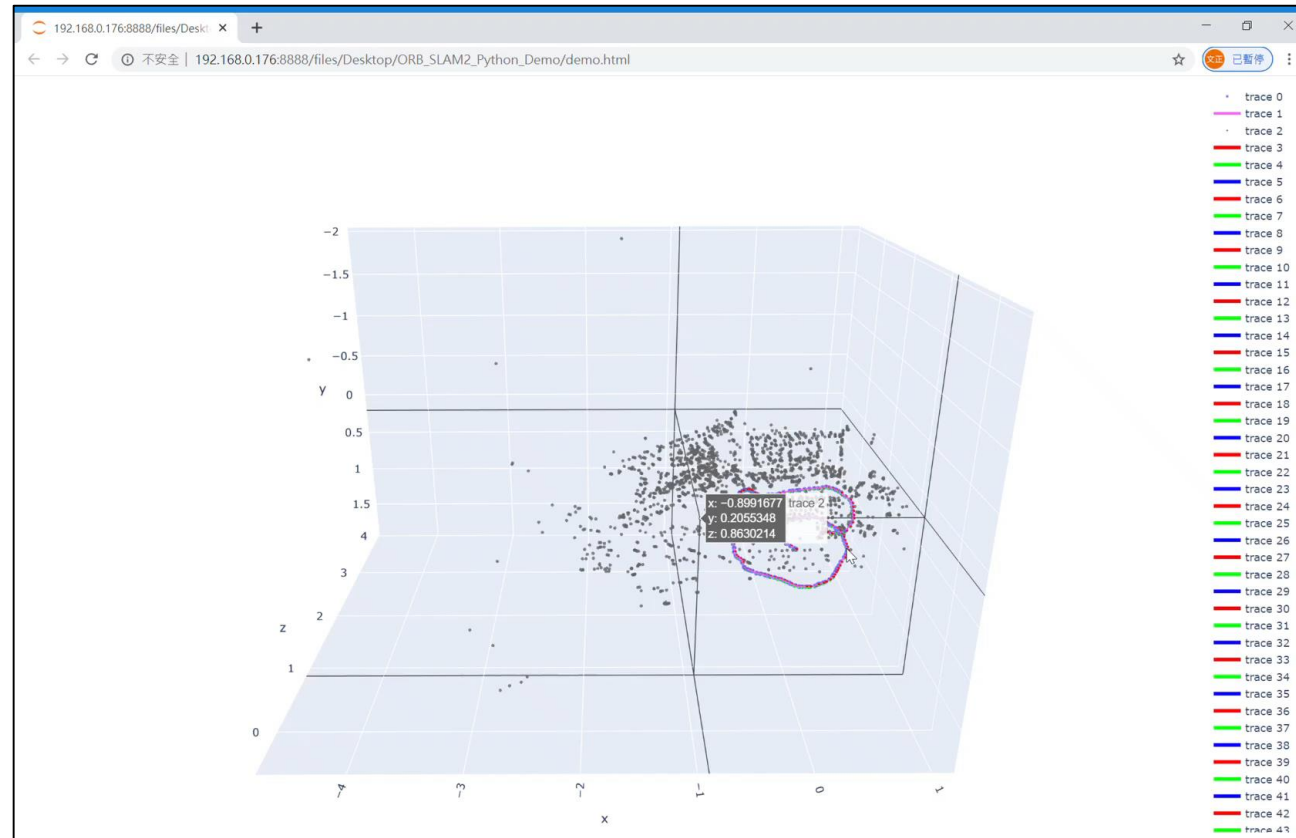 192.168.0.176:8888/files/Deskt
不安全 | 192.168.0.176:8888/files/Desktop/ORB_SLAM2_Python_Demo/demo.html
文正 已暫停
−2
−1.5
−1
−0.5
y
0
0.5
1
1.5
4
3
2
z
1
0
−4
−3
−2
−1
0
1
x
x: −0.8991677 trace 2
y: 0.2055348
z: 0.8630214
trace 0
trace 1
trace 2
trace 3
trace 4
trace 5
trace 6
trace 7
trace 8
trace 9
trace 10
trace 11
trace 12
trace 13
trace 14
trace 15
trace 16
trace 17
trace 18
trace 19
trace 20
trace 21
trace 22
trace 23
trace 24
trace 25
trace 26
trace 27
trace 28
trace 29
trace 30
trace 31
trace 32
trace 33
trace 34
trace 35
trace 36
trace 37
trace 38
trace 39
trace 40
trace 41
trace 42
trace 43